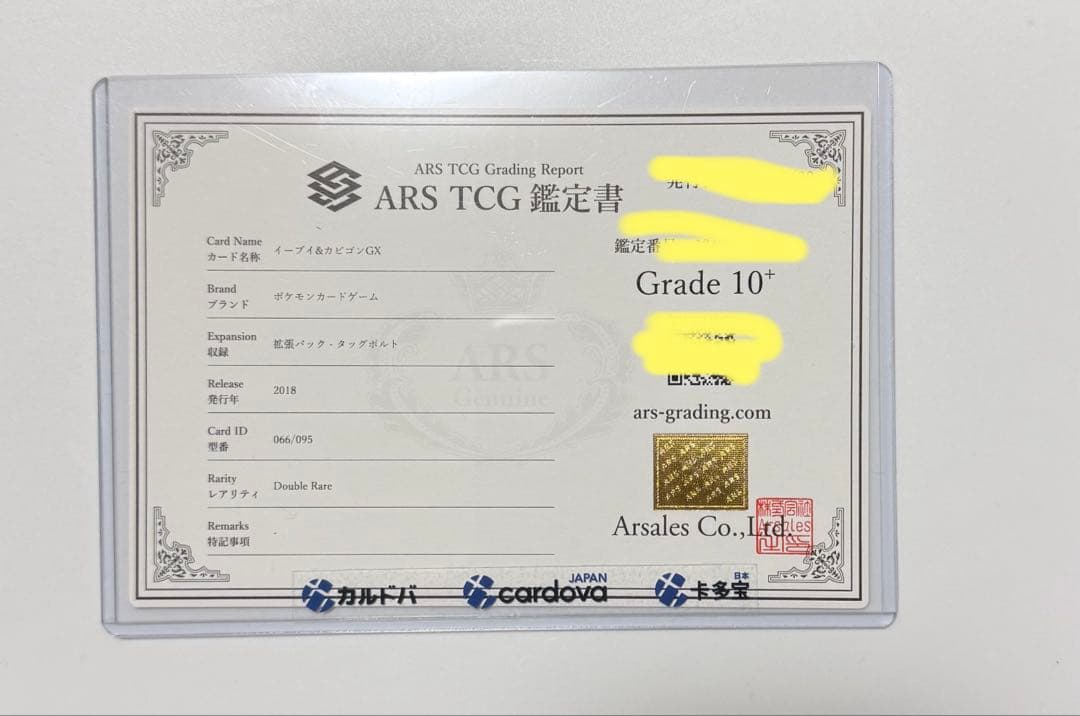 ARS TCG Grading Report
ARS TCG 鑑定書
Card Name
カード名称
イーブイ&カビゴンGX
Brand
ブランド
ポケモンカードゲーム
Expansion
収録
拡張パック - タッグボルト
Release
発行年
2018
Card ID
型番
066/095
Rarity
レアリティ
Double Rare
Remarks
特記事項
-
鑑定番
Grade 10+
ars-grading.com
Arsales Co.,Ltd.
株式会社
Arsales
ARS
Genuine
カルドバ
cardova JAPAN
卡多宝 日本